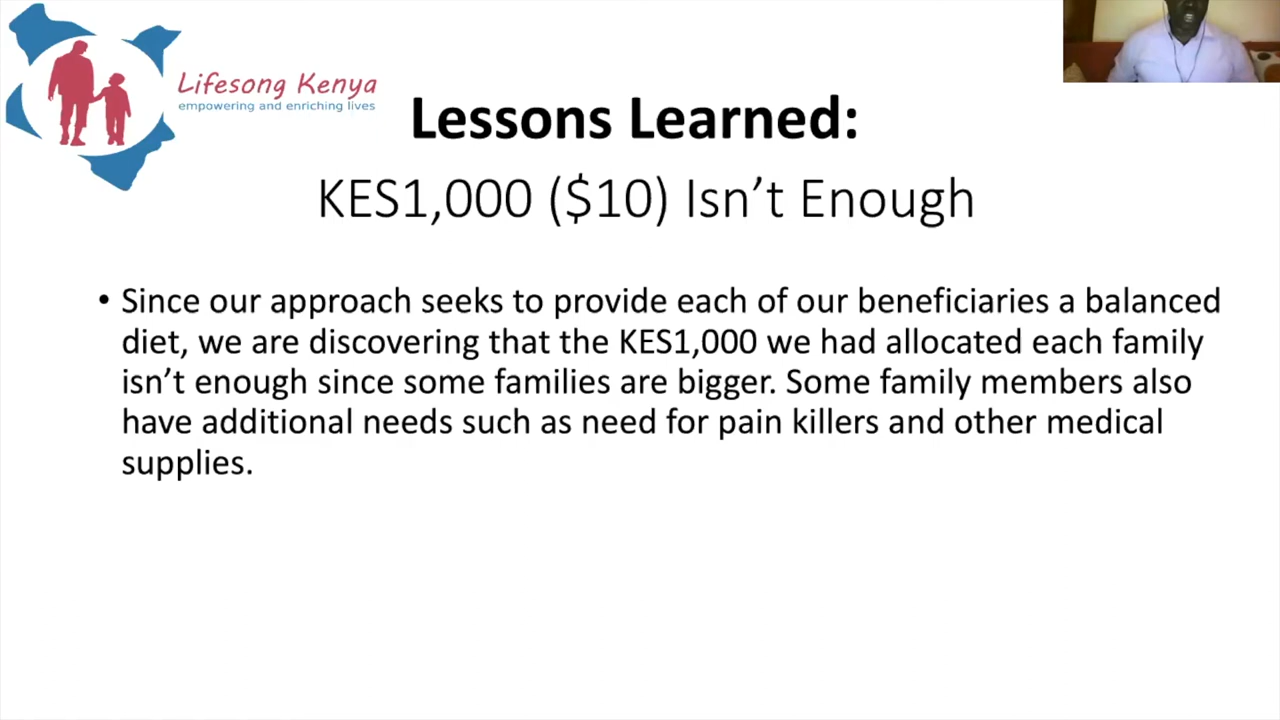 Lifesong Kenya
empowering and enriching lives
Lessons Learned:
KES1,000 ($10) Isn’t Enough
• Since our approach seeks to provide each of our beneficiaries a balanced
diet, we are discovering that the KES1,000 we had allocated each family
isn’t enough since some families are bigger. Some family members also
have additional needs such as need for pain killers and other medical
supplies.